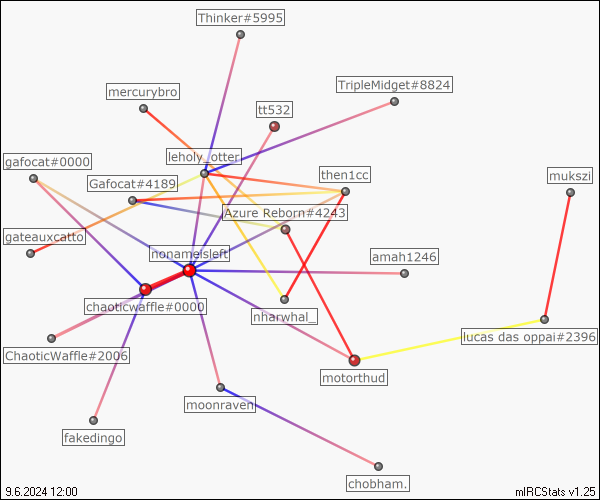 Thinker#5995
TripleMidget#8824
mercurybro
tt532
leholy_otter
gafocat#0000
then1cc
mukszi
Gafocat#4189
Azure Reborn#4243
gateauxcatto
nonameisleft
amah1246
chaoticwaffle#0000
nharwhal_
lucas das oppai#2396
ChaoticWaffle#2006
motorthud
moonraven
fakedingo
chobham.
9.6.2024 12:00
mIRCStats v1.25